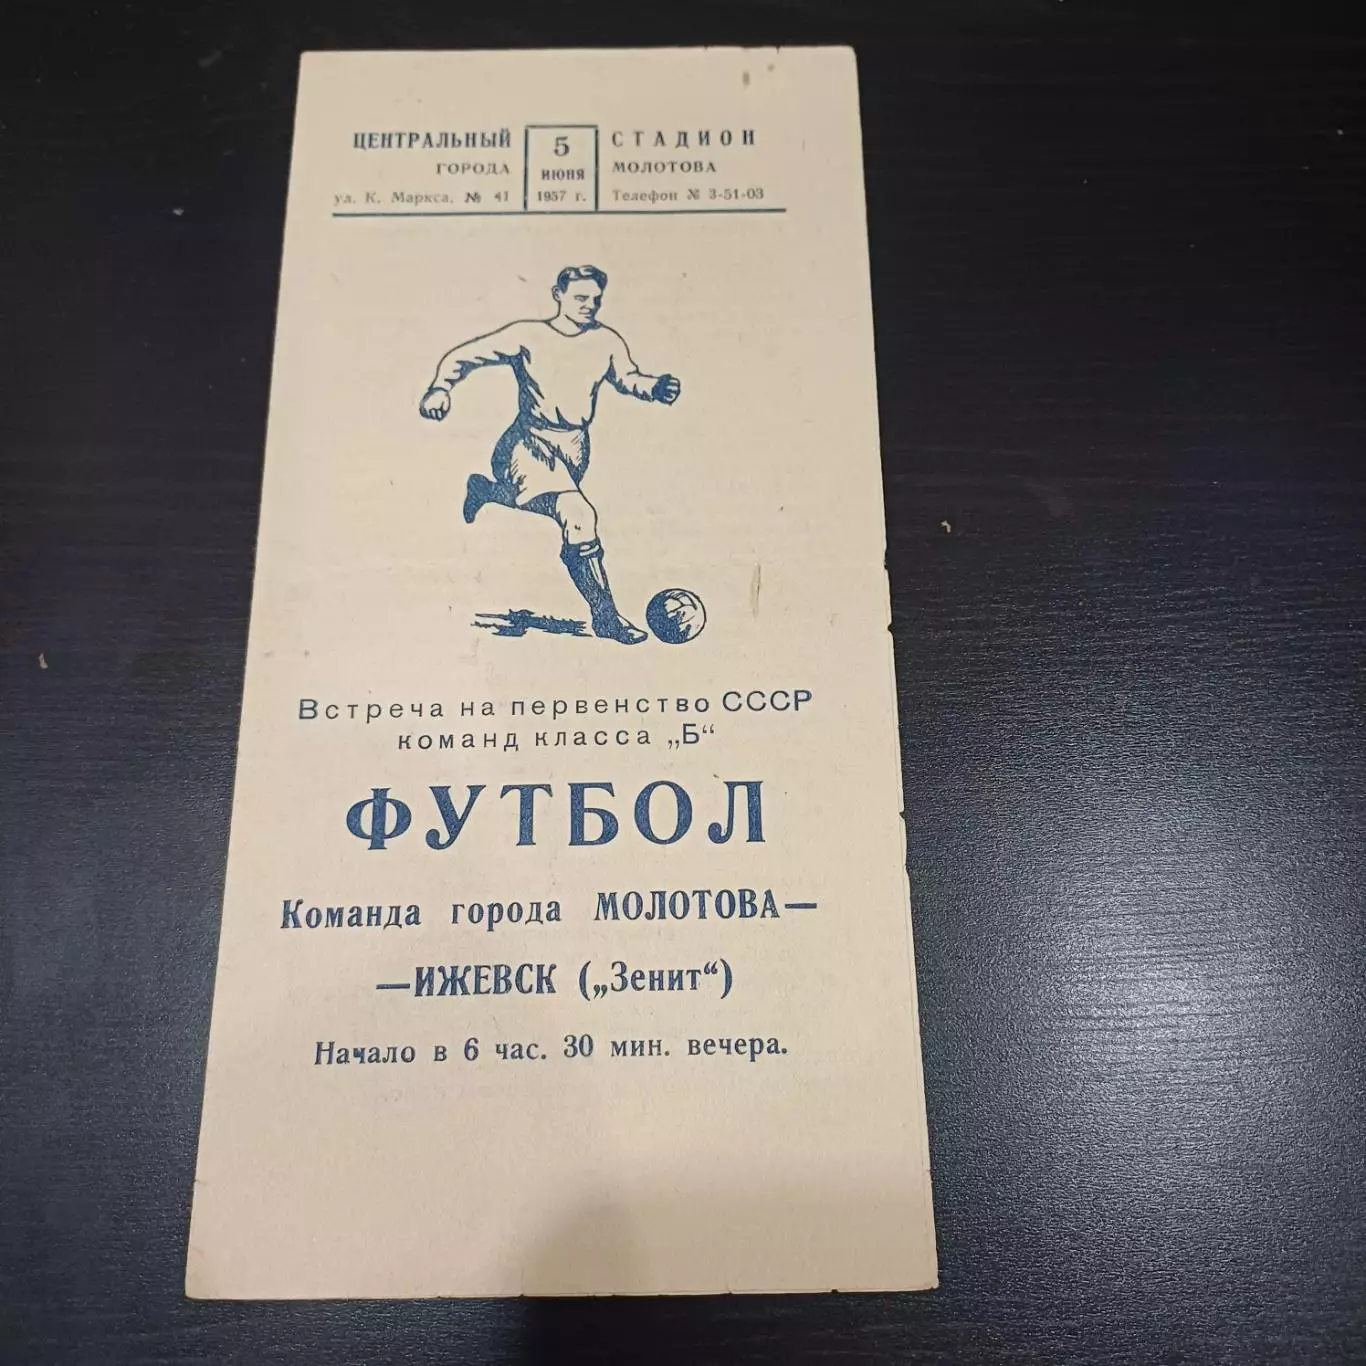 ЦЕНТРАЛЬНЫЙ
ГОРОДА
ул. К. Маркса, № 41
5
ИЮНЯ
1957 г.
СТАДИОН
МОЛОТОВА
Телефон № 3-51-03
Встреча на первенство СССР
команд класса „Б“
ФУТБОЛ
Команда города МОЛОТОВА—
—ИЖЕВСК („Зенит“)
Начало в 6 час. 30 мин. вечера.